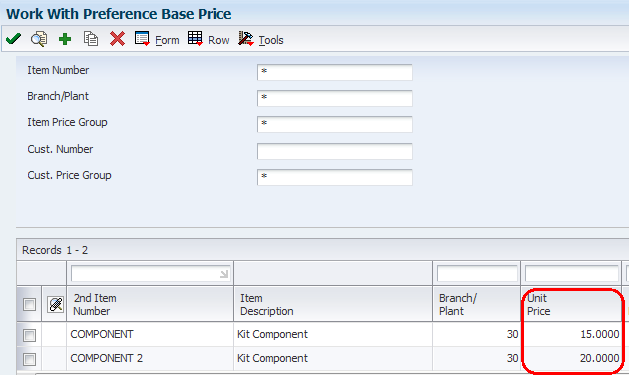 Work With Preference Base Price
Form Row Tools
Item Number *
Branch/Plant *
Item Price Group *
Cust. Number
Cust. Price Group *
Records 1 - 2
2nd Item Number Item Description Branch/ Plant Unit Price
COMPONENT Kit Component 30 15.0000
COMPONENT 2 Kit Component 30 20.0000